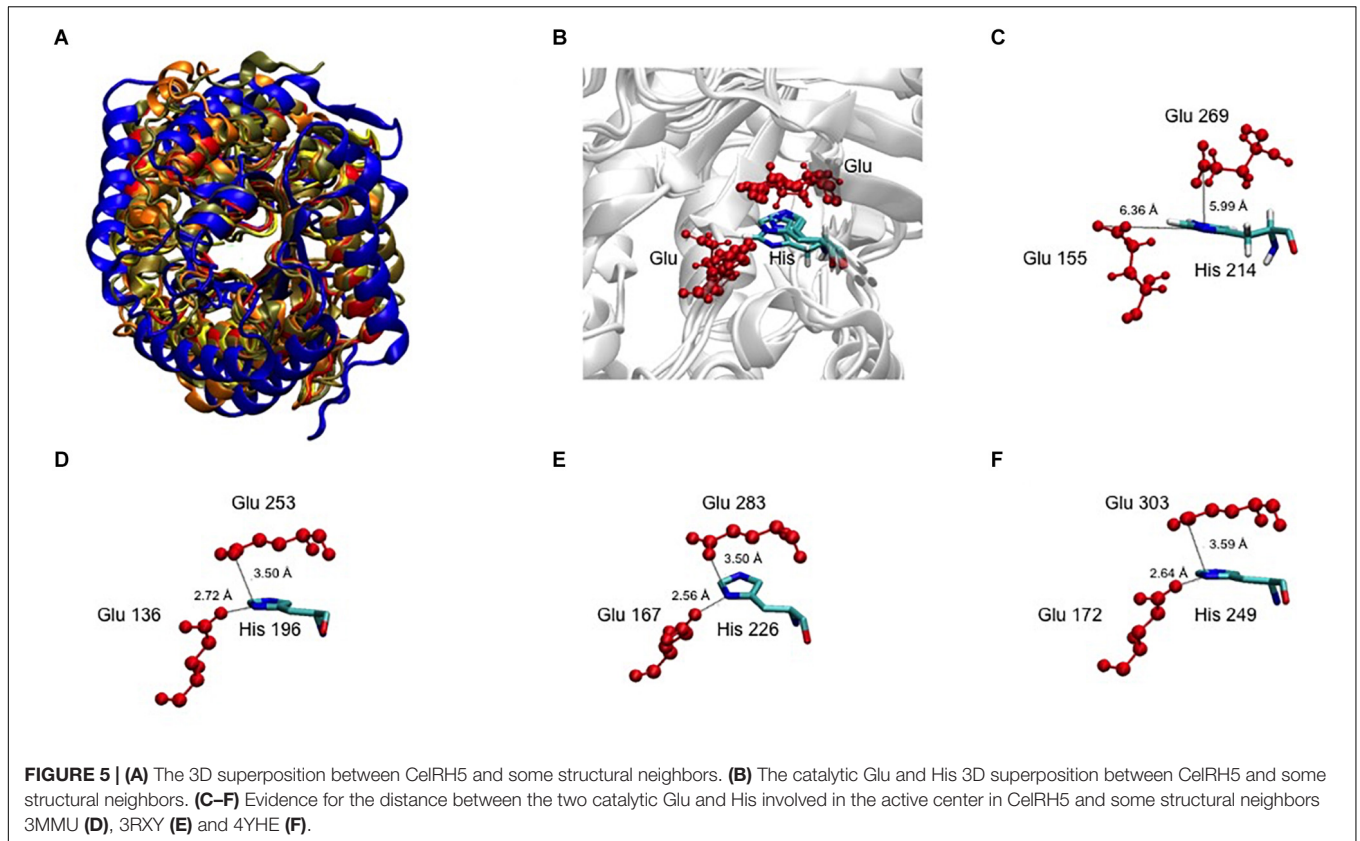 A
B
C
Glu
Glu
His
Glu 269
6.36 Å
5.99 Å
Glu 155
His 214
D
E
F
Glu 253
3.50 Å
2.72 Å
Glu 136
His 196
Glu 283
3.50 Å
2.56 Å
Glu 167
His 226
Glu 303
3.59 Å
2.64 Å
Glu 172
His 249
FIGURE 5 | (A) The 3D superposition between CelRH5 and some structural neighbors. (B) The catalytic Glu and His 3D superposition between CelRH5 and some
structural neighbors. (C–F) Evidence for the distance between the two catalytic Glu and His involved in the active center in CelRH5 and some structural neighbors
3MMU (D), 3RXY (E) and 4YHE (F).